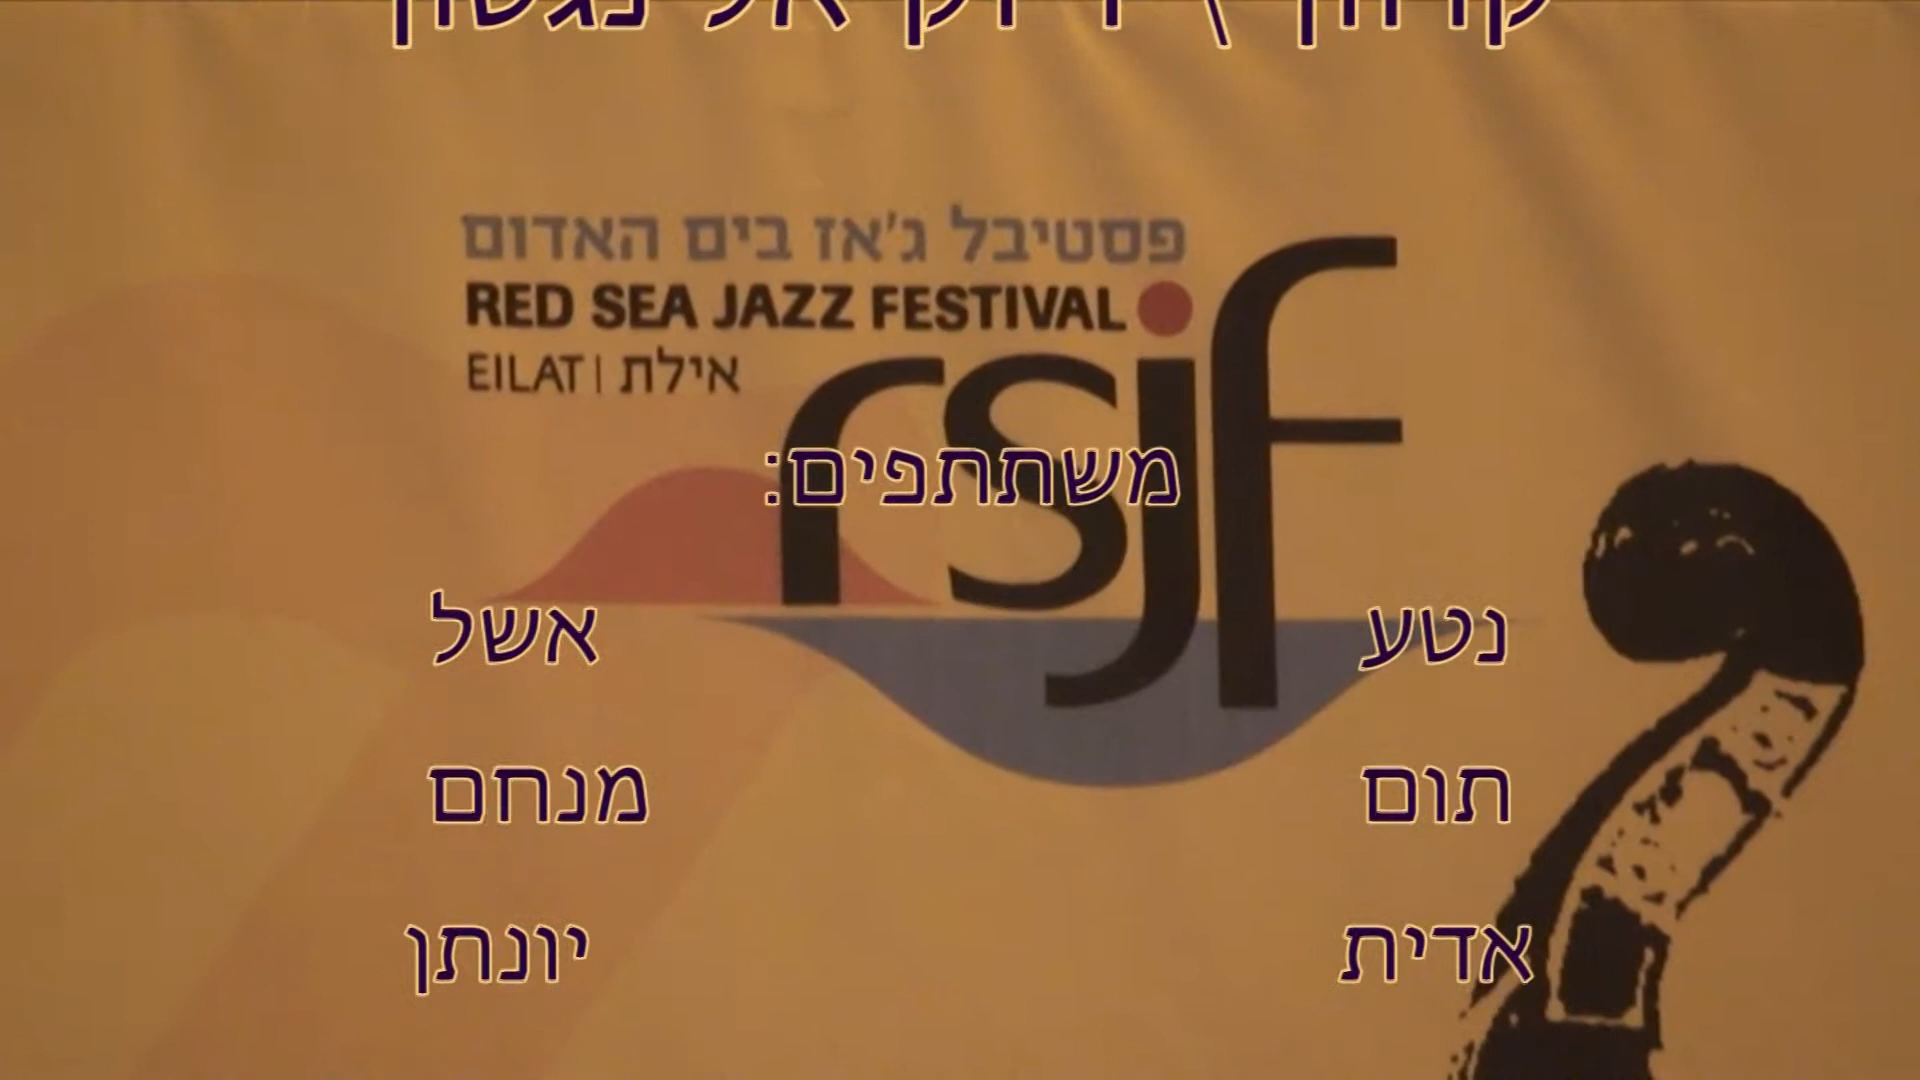 פסטיבל ג'אז בים האדום
RED SEA JAZZ FESTIVAL
EILAT | אילת
rsjf
משתתפים:
נטע אשל
תום מנחם
אדית יונתן